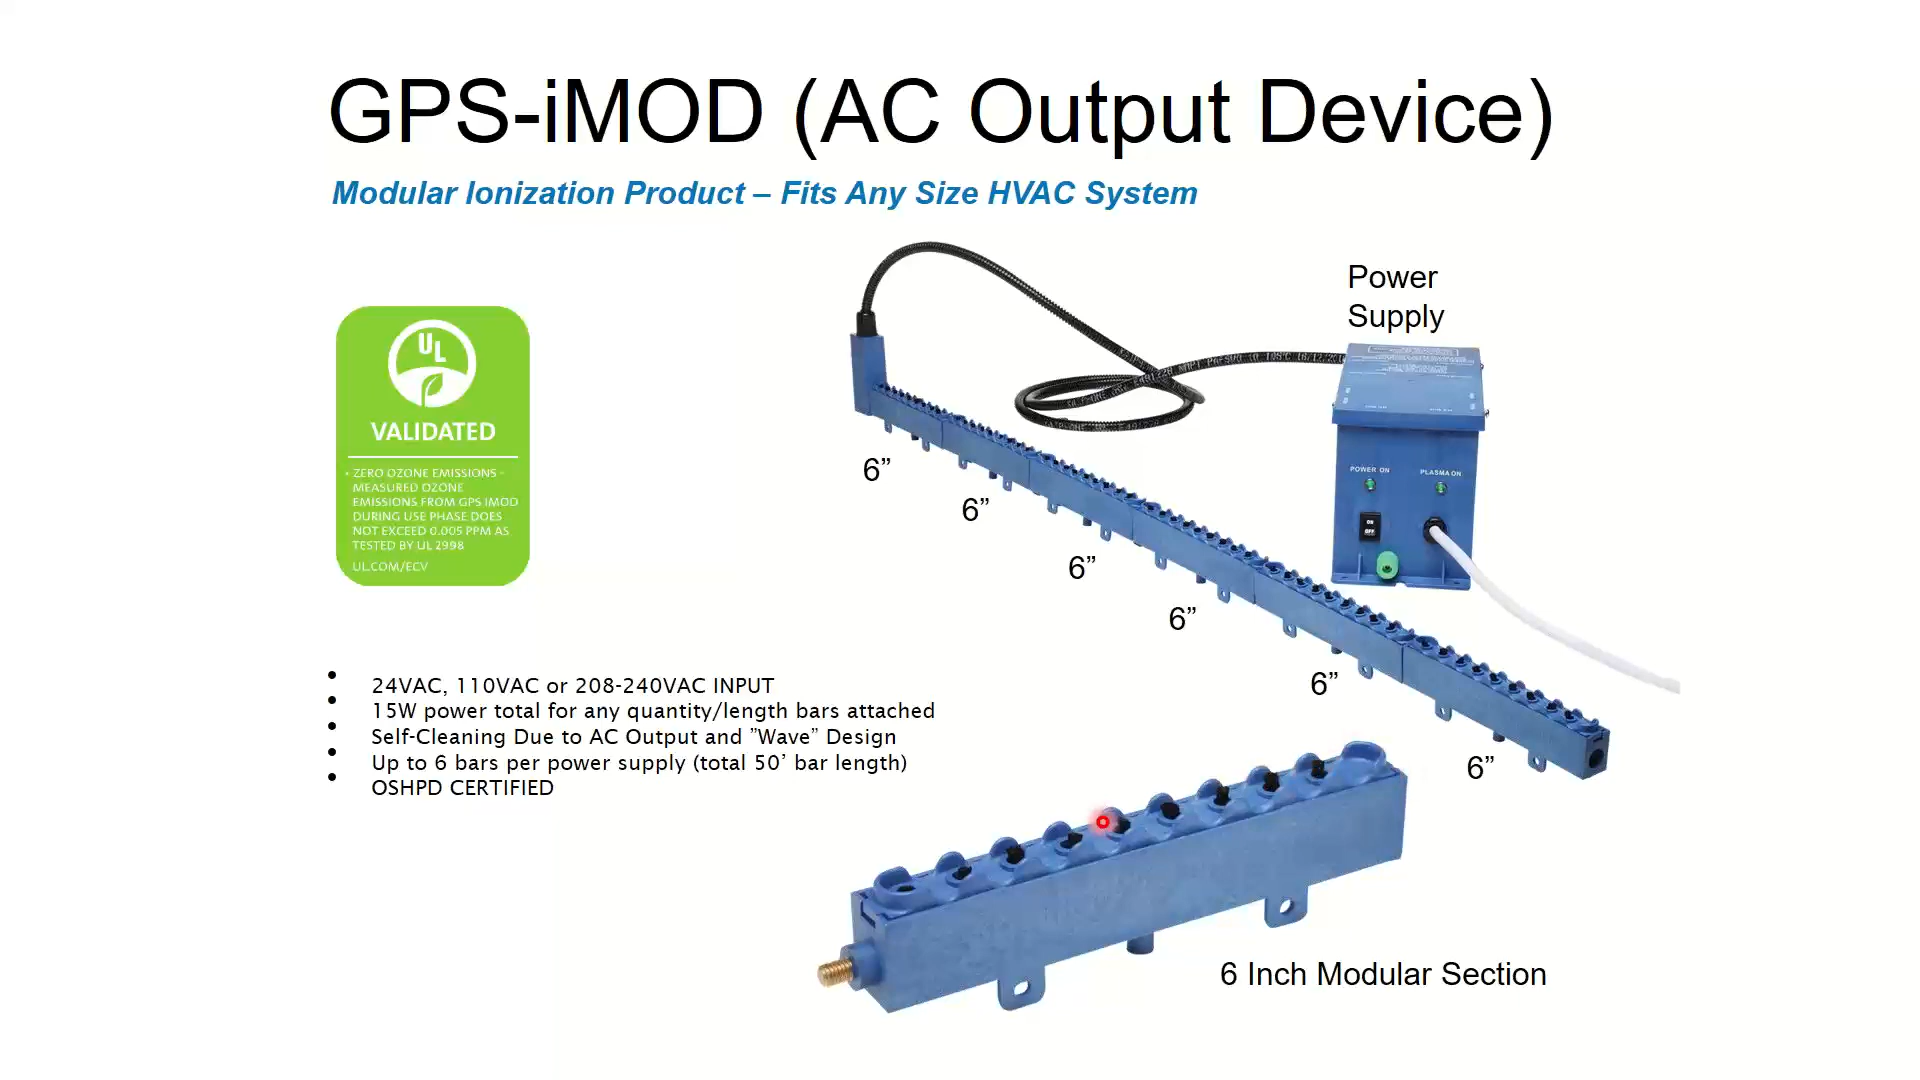 GPS-iMOD (AC Output Device)
Modular Ionization Product – Fits Any Size HVAC System
Power
Supply
UL
VALIDATED
• ZERO OZONE EMISSIONS -
MEASURED OZONE
EMISSIONS FROM GPS IMOD
DURING USE PHASE DOES
NOT EXCEED 0.005 PPM AS
TESTED BY UL 2998
UL.COM/ECV
POWER ON
PLASMA ON
ON
OFF
6”
6”
6”
6”
6”
6”
• 24VAC, 110VAC or 208-240VAC INPUT
• 15W power total for any quantity/length bars attached
• Self-Cleaning Due to AC Output and ”Wave” Design
• Up to 6 bars per power supply (total 50’ bar length)
• OSHPD CERTIFIED
6 Inch Modular Section